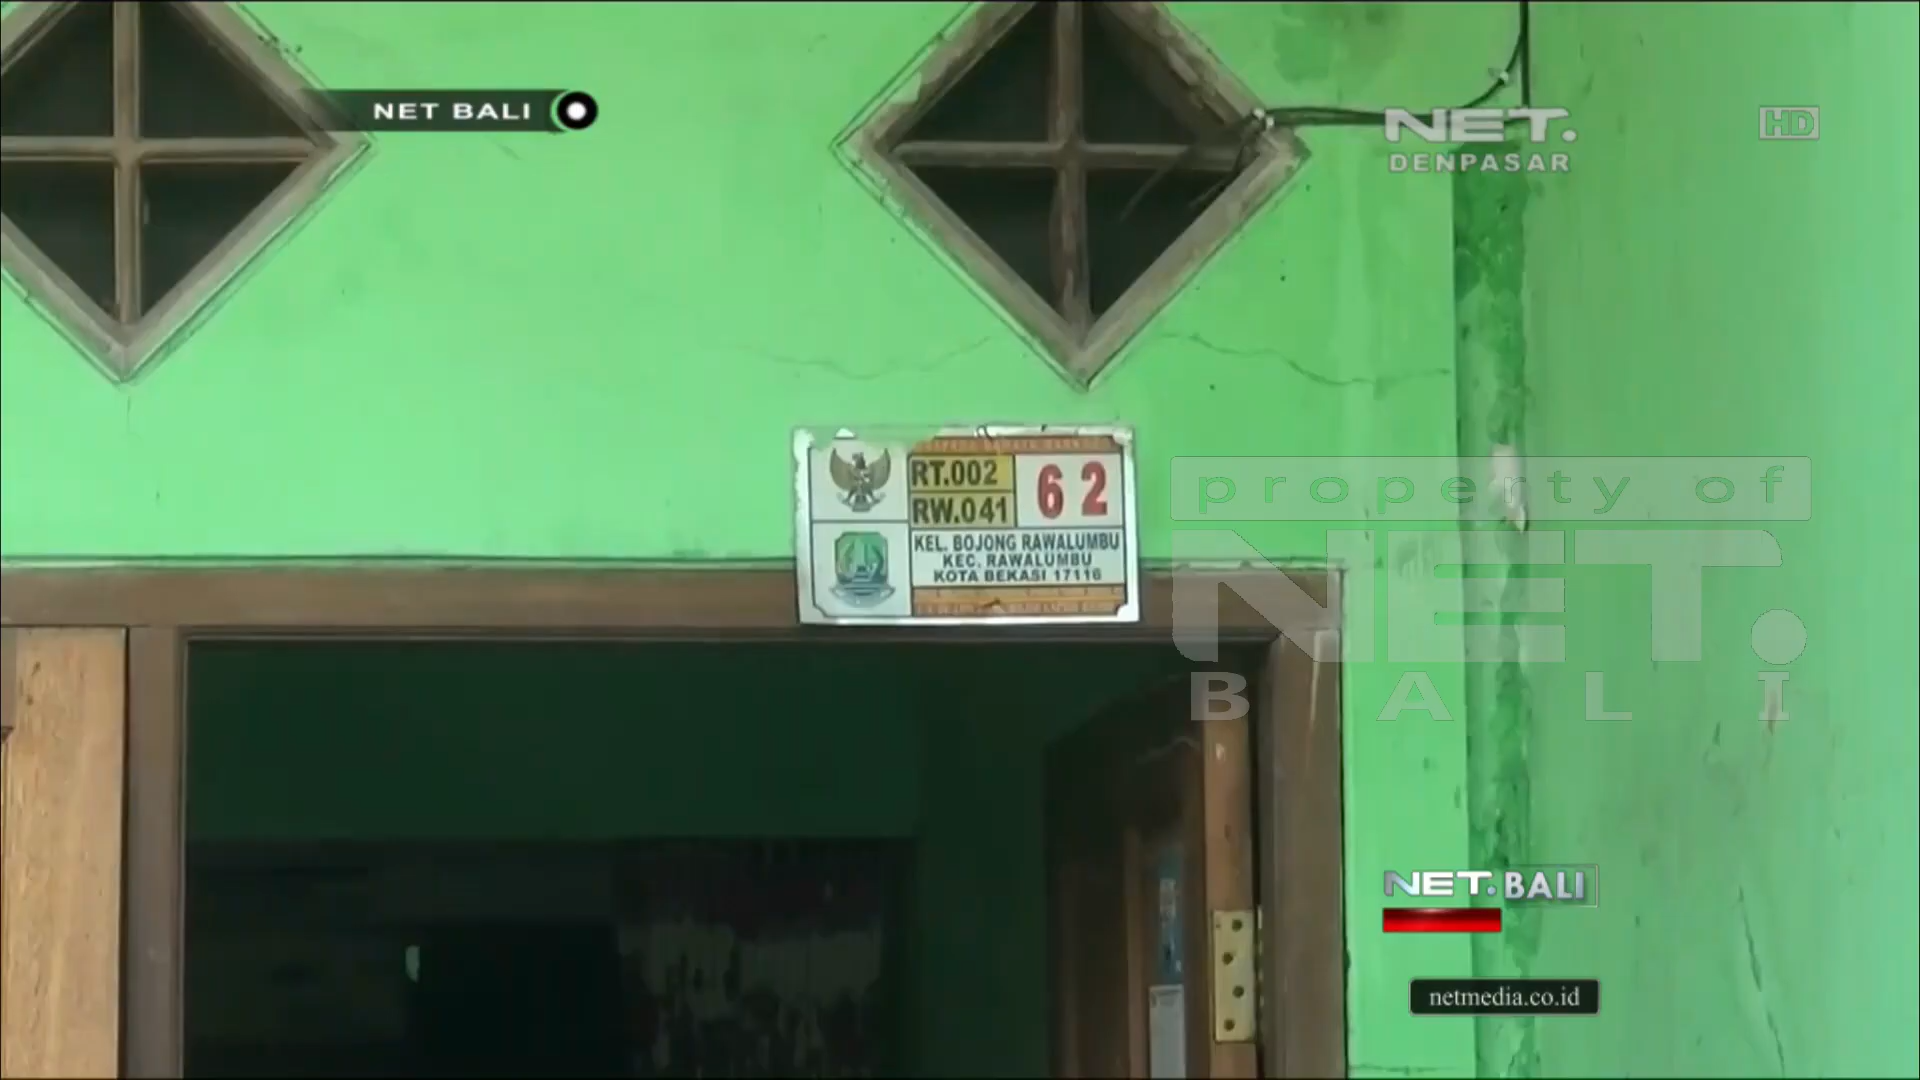 NET BALI
NET.
DENPASAR
HD
RT.002
RW.041
62
KEL. BOJONG RAWALUMBU
KEC. RAWALUMBU
KOTA BEKASI 17116
property of
NET.
BALI
NET. BALI
netmedia.co.id